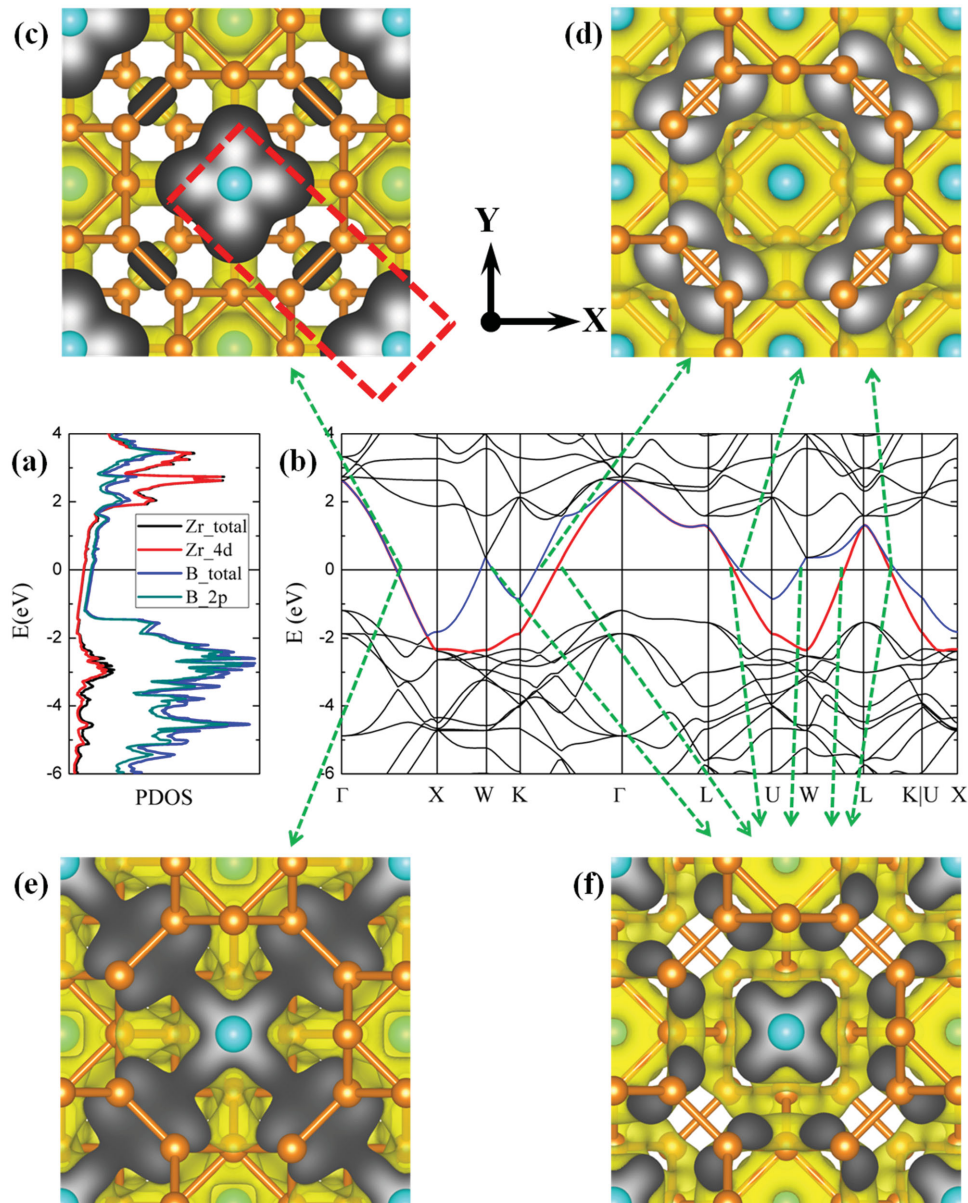 (c)
(d)
Y
X
(a)
(b)
4
2
0
-2
-4
-6
E(eV)
Zr_total
Zr_4d
B_total
B_2p
PDOS
4
2
0
-2
-4
-6
E (eV)
Γ X W K Γ L U W L K|U X
(e)
(f)